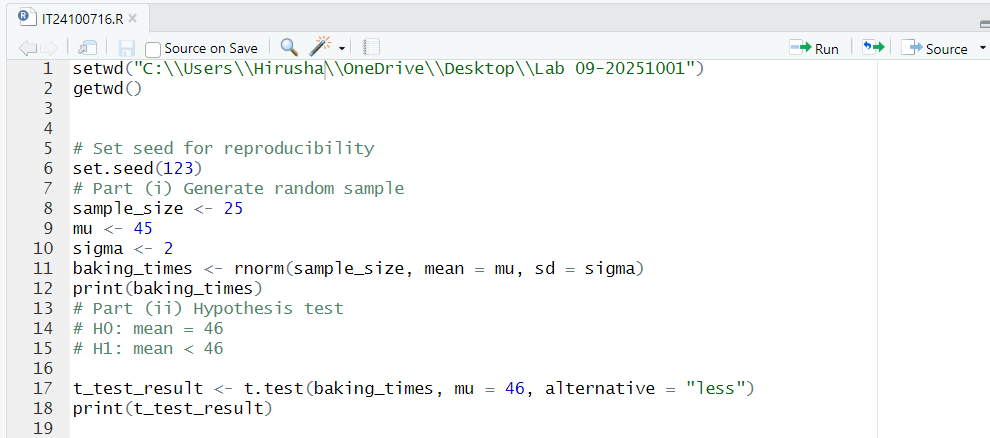 IT24100716.R
Source on Save
Run
Source
1 setwd("C:\\Users\\Hirusha\\OneDrive\\Desktop\\Lab 09-20251001")
2 getwd()
3
4
5 # Set seed for reproducibility
6 set.seed(123)
7 # Part (i) Generate random sample
8 sample_size <- 25
9 mu <- 45
10 sigma <- 2
11 baking_times <- rnorm(sample_size, mean = mu, sd = sigma)
12 print(baking_times)
13 # Part (ii) Hypothesis test
14 # H0: mean = 46
15 # H1: mean < 46
16
17 t_test_result <- t.test(baking_times, mu = 46, alternative = "less")
18 print(t_test_result)
19